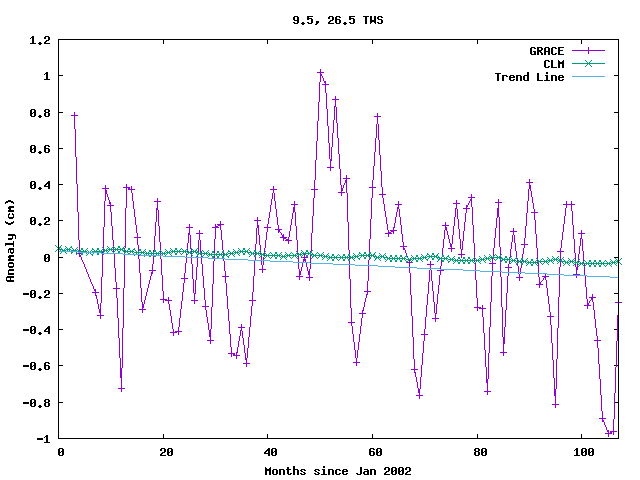 9.5, 26.5 TWS
GRACE
CLM
Trend Line
1.2
1
0.8
0.6
0.4
0.2
0
-0.2
-0.4
-0.6
-0.8
-1
Anomaly (cm)
0 20 40 60 80 100
Months since Jan 2002